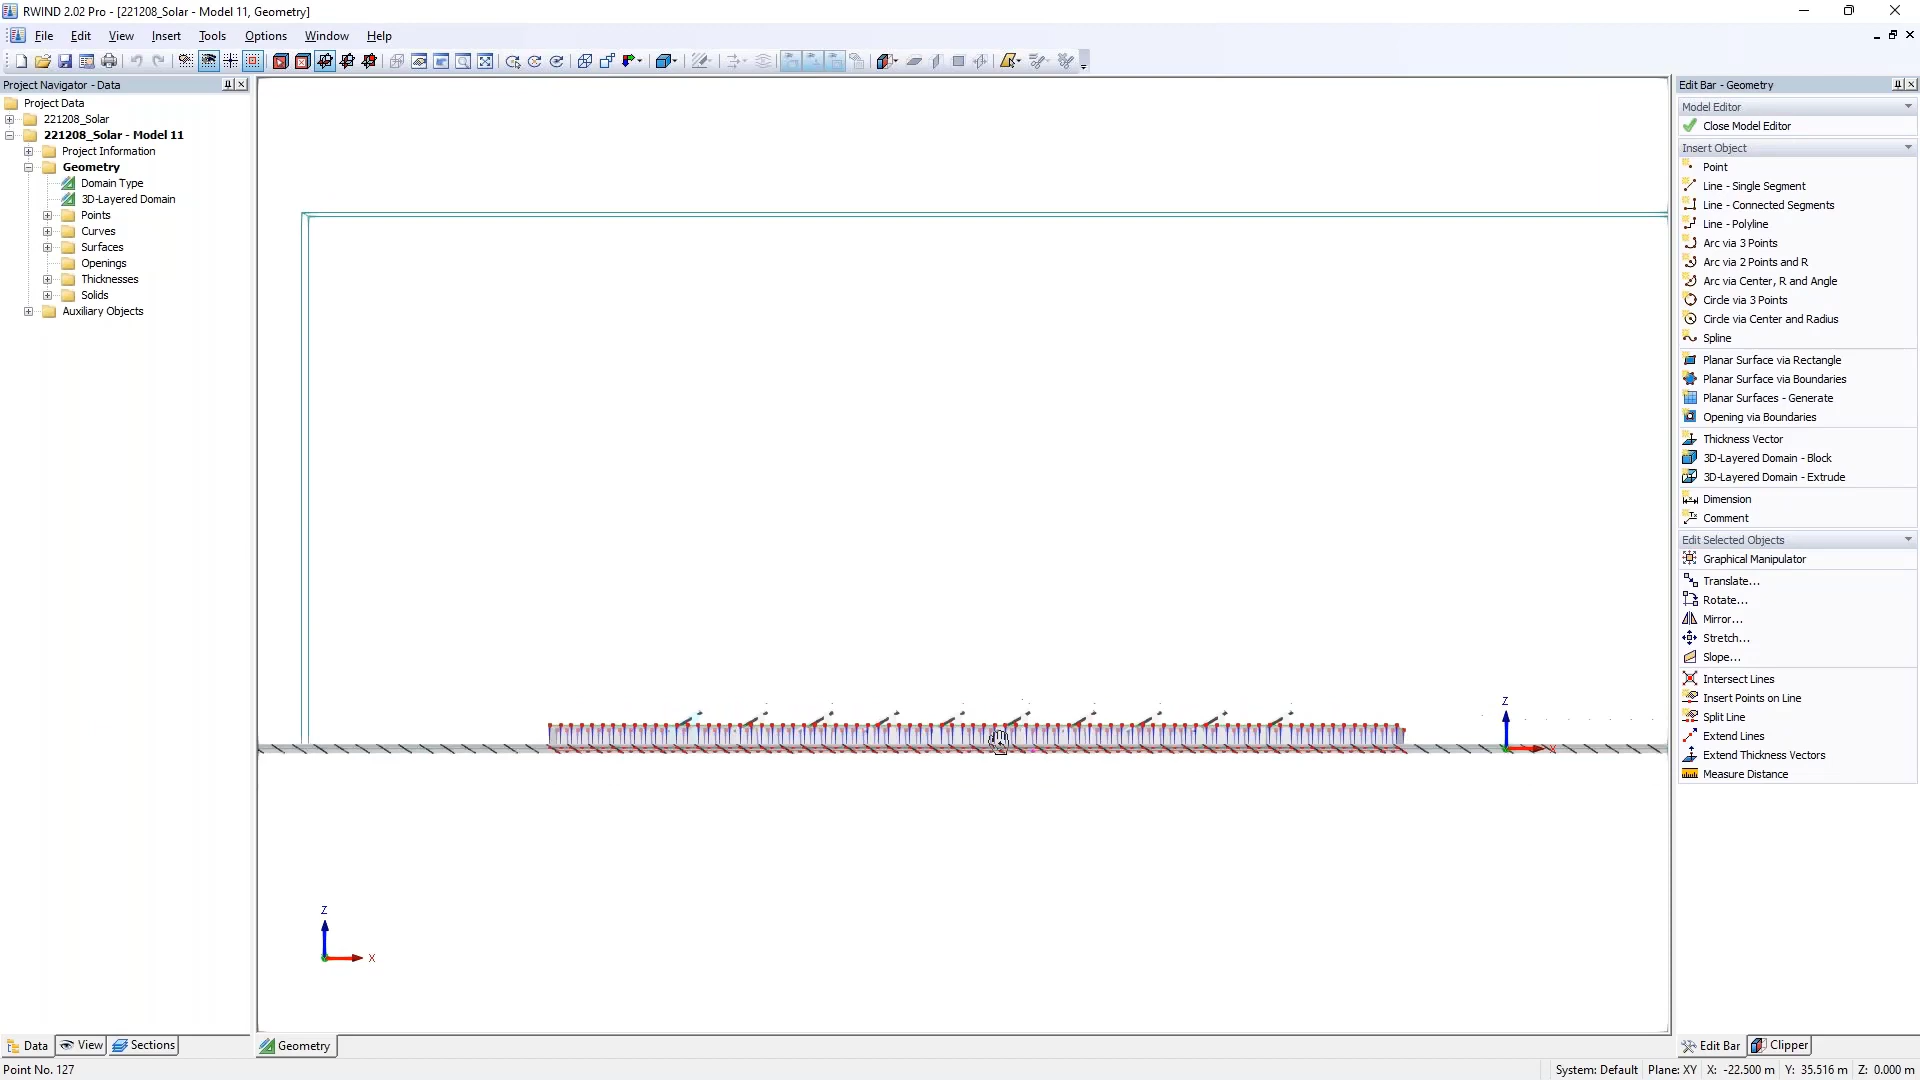 RWIND 2.02 Pro - [221208_Solar - Model 11, Geometry]
File Edit View Insert Tools Options Window Help
Project Navigator - Data
Project Data
221208_Solar
221208_Solar - Model 11
Project Information
Geometry
Domain Type
3D-Layered Domain
Points
Curves
Surfaces
Openings
Thicknesses
Solids
Auxiliary Objects
Z
X
Z
X
Edit Bar - Geometry
Model Editor
Close Model Editor
Insert Object
Point
Line - Single Segment
Line - Connected Segments
Line - Polyline
Arc via 3 Points
Arc via 2 Points and R
Arc via Center, R and Angle
Circle via 3 Points
Circle via Center and Radius
Spline
Planar Surface via Rectangle
Planar Surface via Boundaries
Planar Surfaces - Generate
Opening via Boundaries
Thickness Vector
3D-Layered Domain - Block
3D-Layered Domain - Extrude
Dimension
Comment
Edit Selected Objects
Graphical Manipulator
Translate...
Rotate...
Mirror...
Stretch...
Slope...
Intersect Lines
Insert Points on Line
Split Line
Extend Lines
Extend Thickness Vectors
Measure Distance
Data View Sections
Geometry
Edit Bar Clipper
Point No. 127
System: Default Plane: XY X: -22.500 m Y: 35.516 m Z: 0.000 m